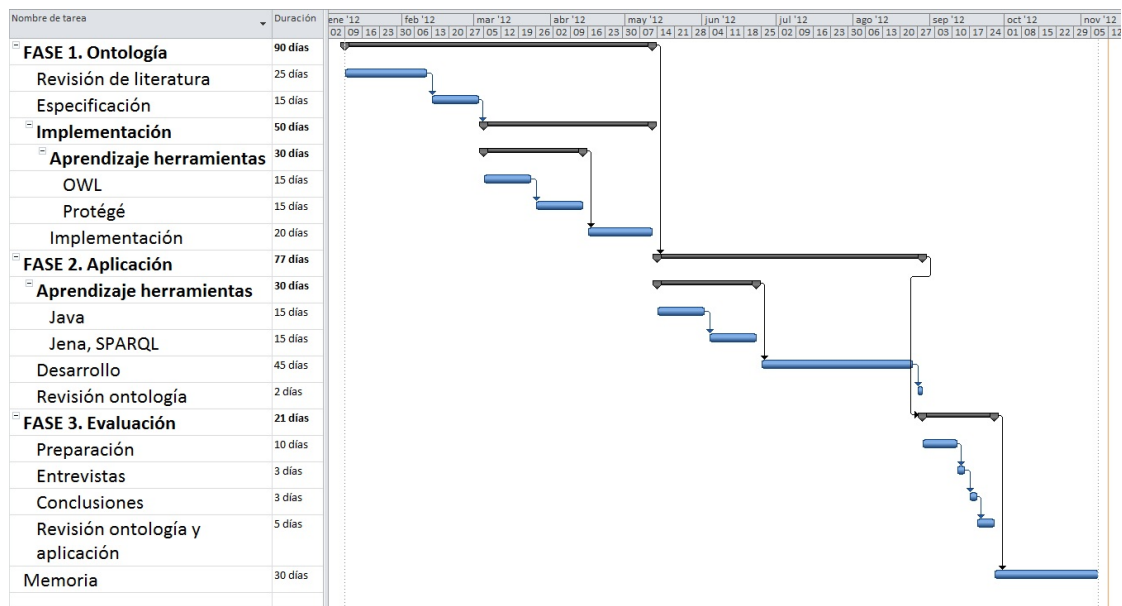 Nombre de tarea Duración ene '12 feb '12 mar '12 abr '12 may '12 jun '12 jul '12 ago '12 sep '12 oct '12 nov '12
02 09 16 23 30 06 13 20 27 05 12 19 26 02 09 16 23 30 07 14 21 28 04 11 18 25 02 09 16 23 30 06 13 20 27 03 10 17 24 01 08 15 22 29 05 12
FASE 1. Ontología 90 días
Revisión de literatura 25 días
Especificación 15 días
Implementación 50 días
Aprendizaje herramientas 30 días
OWL 15 días
Protégé 15 días
Implementación 20 días
FASE 2. Aplicación 77 días
Aprendizaje herramientas 30 días
Java 15 días
Jena, SPARQL 15 días
Desarrollo 45 días
Revisión ontología 2 días
FASE 3. Evaluación 21 días
Preparación 10 días
Entrevistas 3 días
Conclusiones 3 días
Revisión ontología y 5 días
aplicación
Memoria 30 días